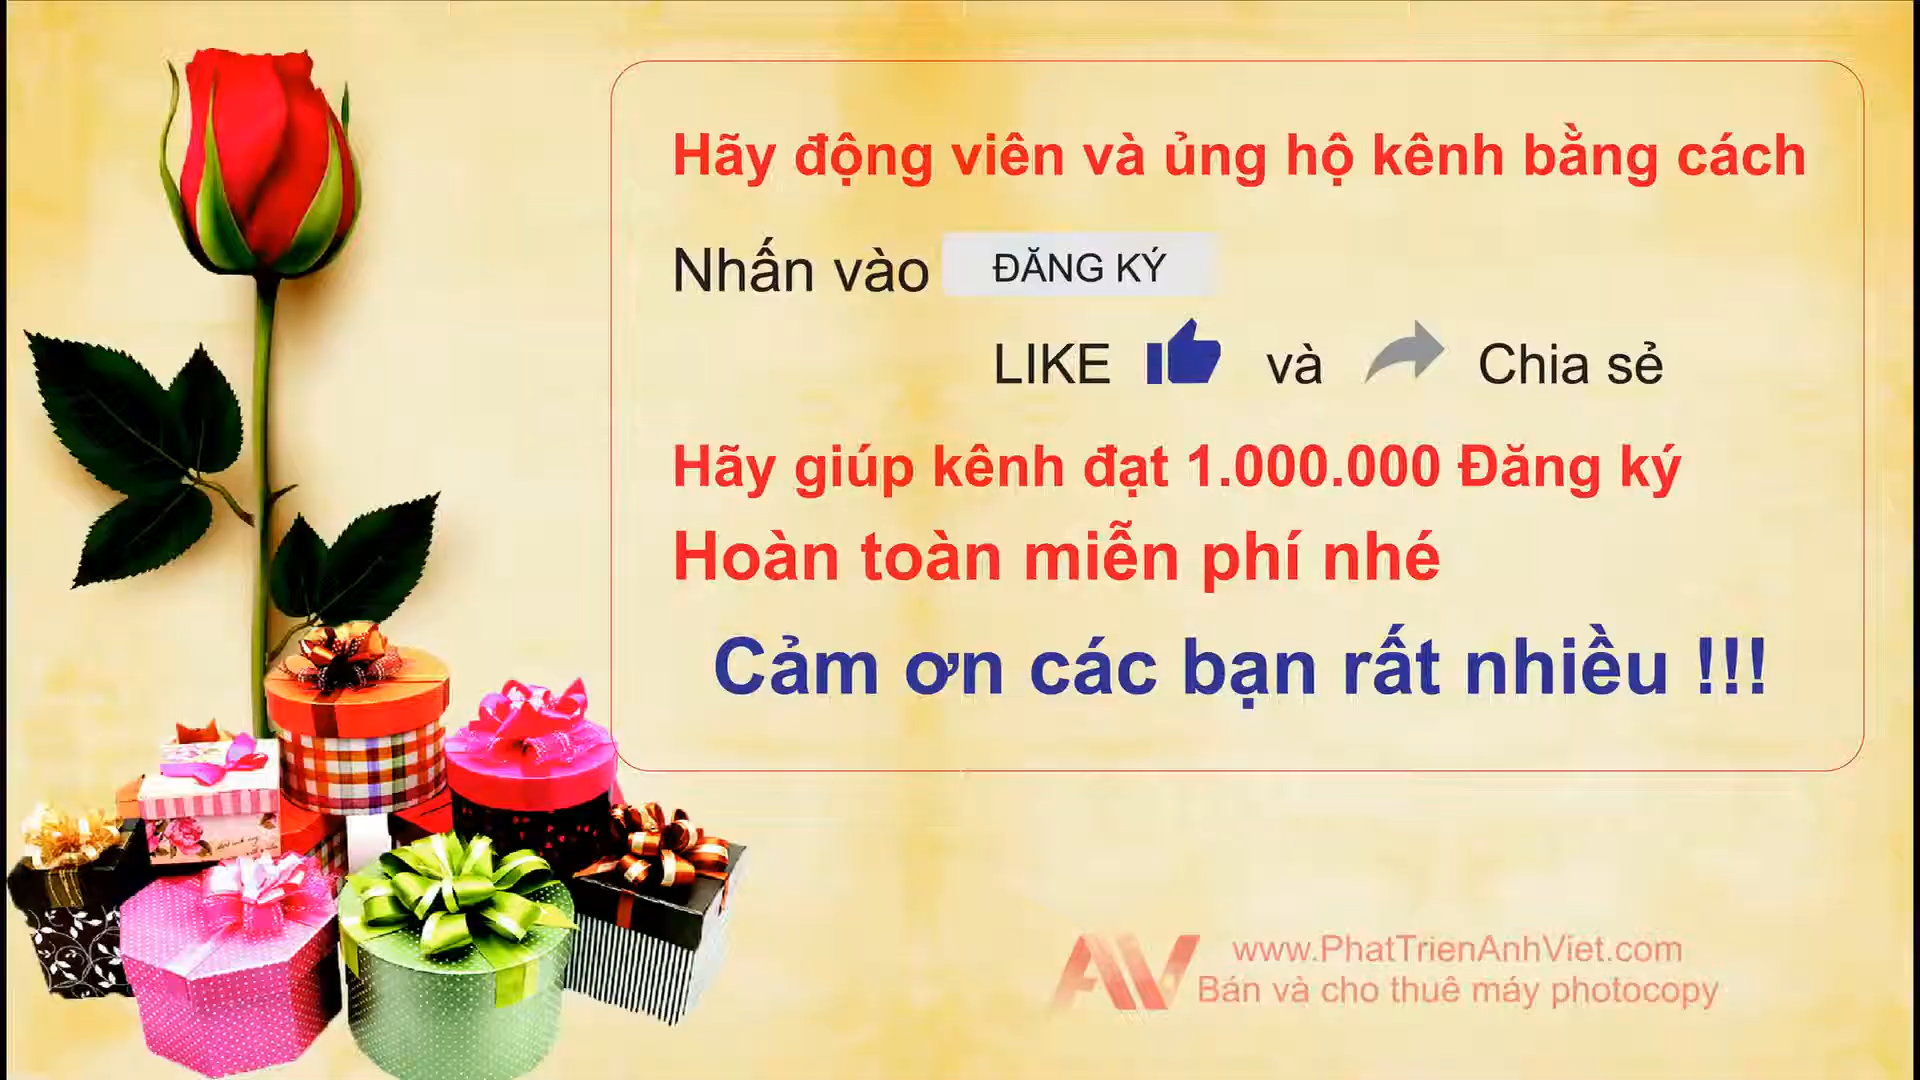 Hãy động viên và ủng hộ kênh bằng cách
Nhấn vào ĐĂNG KÝ
LIKE và Chia sẻ
Hãy giúp kênh đạt 1.000.000 Đăng ký
Hoàn toàn miễn phí nhé
Cảm ơn các bạn rất nhiều !!!
AV www.PhatTrienAnhViet.com
Bán và cho thuê máy photocopy